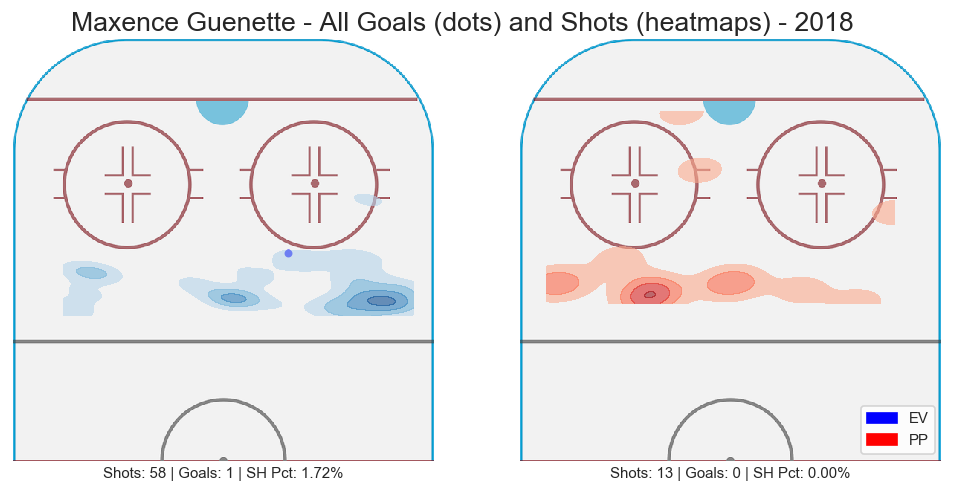 Maxence Guenette - All Goals (dots) and Shots (heatmaps) - 2018
EV
PP
Shots: 58 | Goals: 1 | SH Pct: 1.72%
Shots: 13 | Goals: 0 | SH Pct: 0.00%